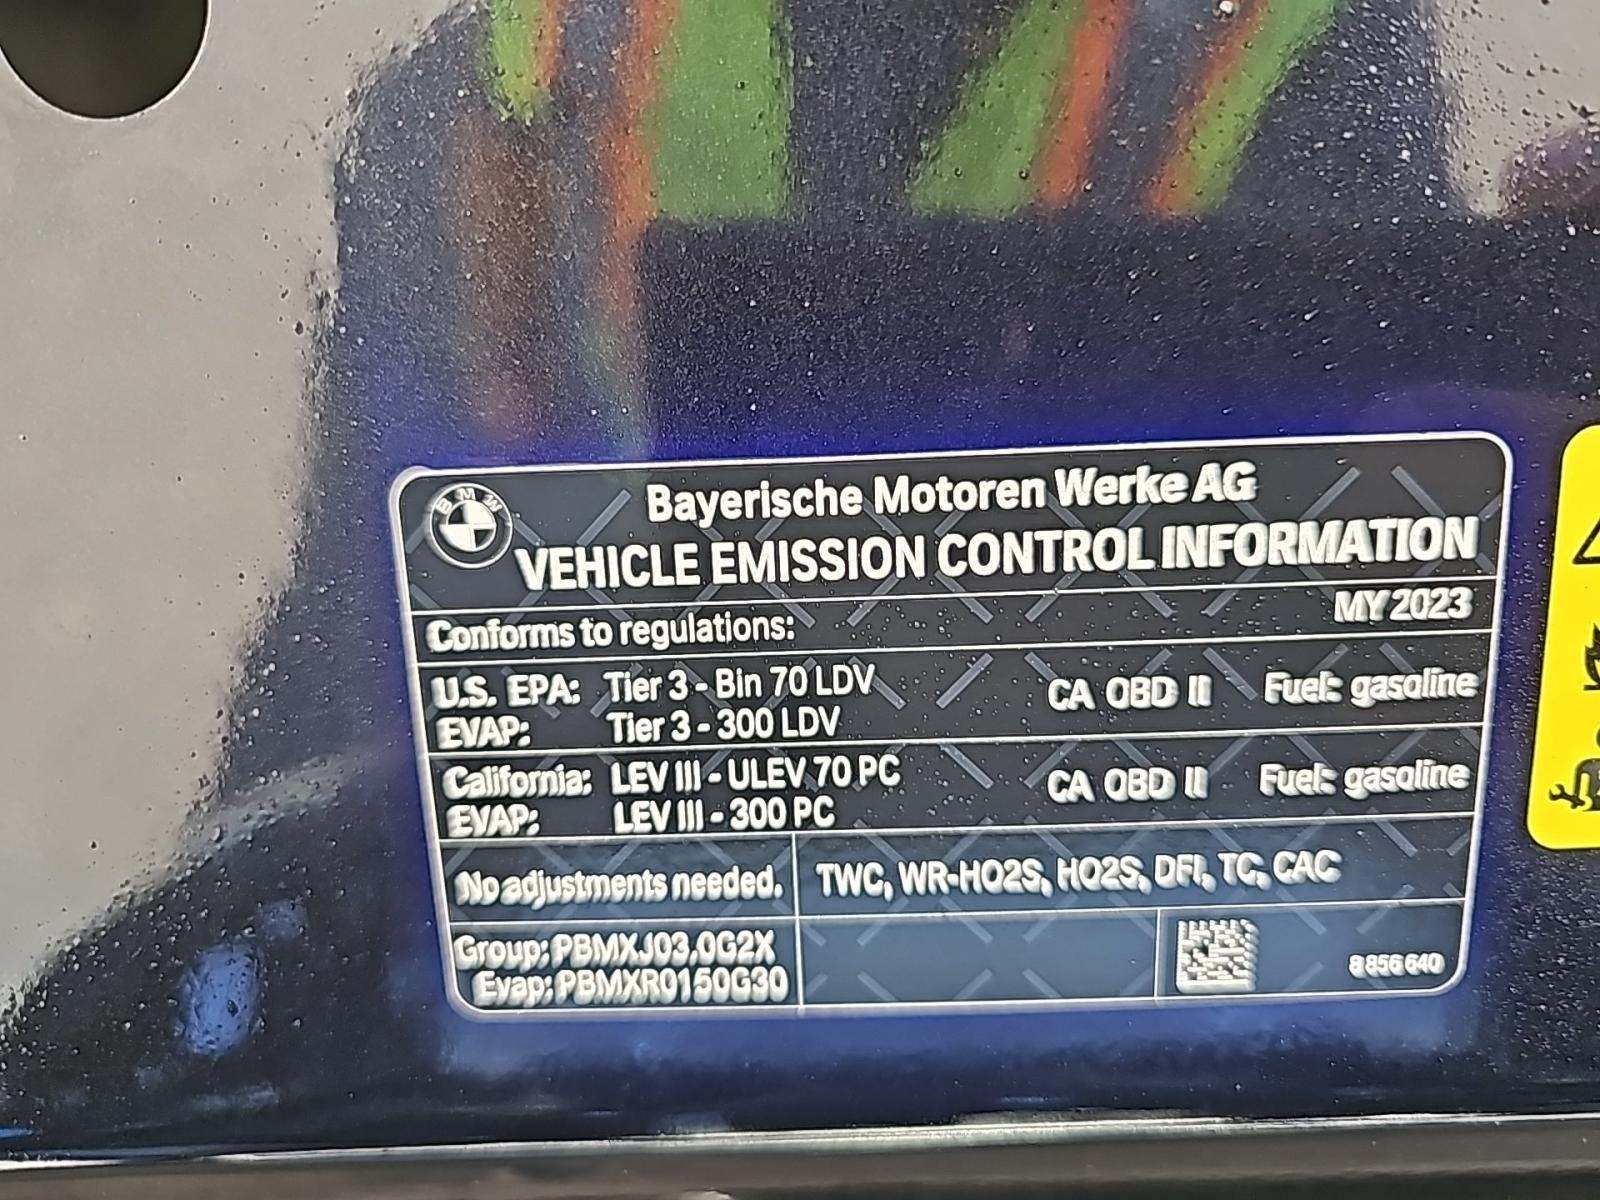 BMW
Bayerische Motoren Werke AG
VEHICLE EMISSION CONTROL INFORMATION
Conforms to regulations: MY 2023
U.S. EPA: Tier 3 - Bin 70 LDV CA OBD II Fuel: gasoline
EVAP: Tier 3 - 300 LDV
California: LEV III - ULEV 70 PC CA OBD II Fuel: gasoline
EVAP: LEV III - 300 PC
No adjustments needed. TWC, WR-HO2S, HO2S, DFI, TC, CAC
Group: PBMXJ03.0G2X
Evap: PBMXR0150G30
8 856 640